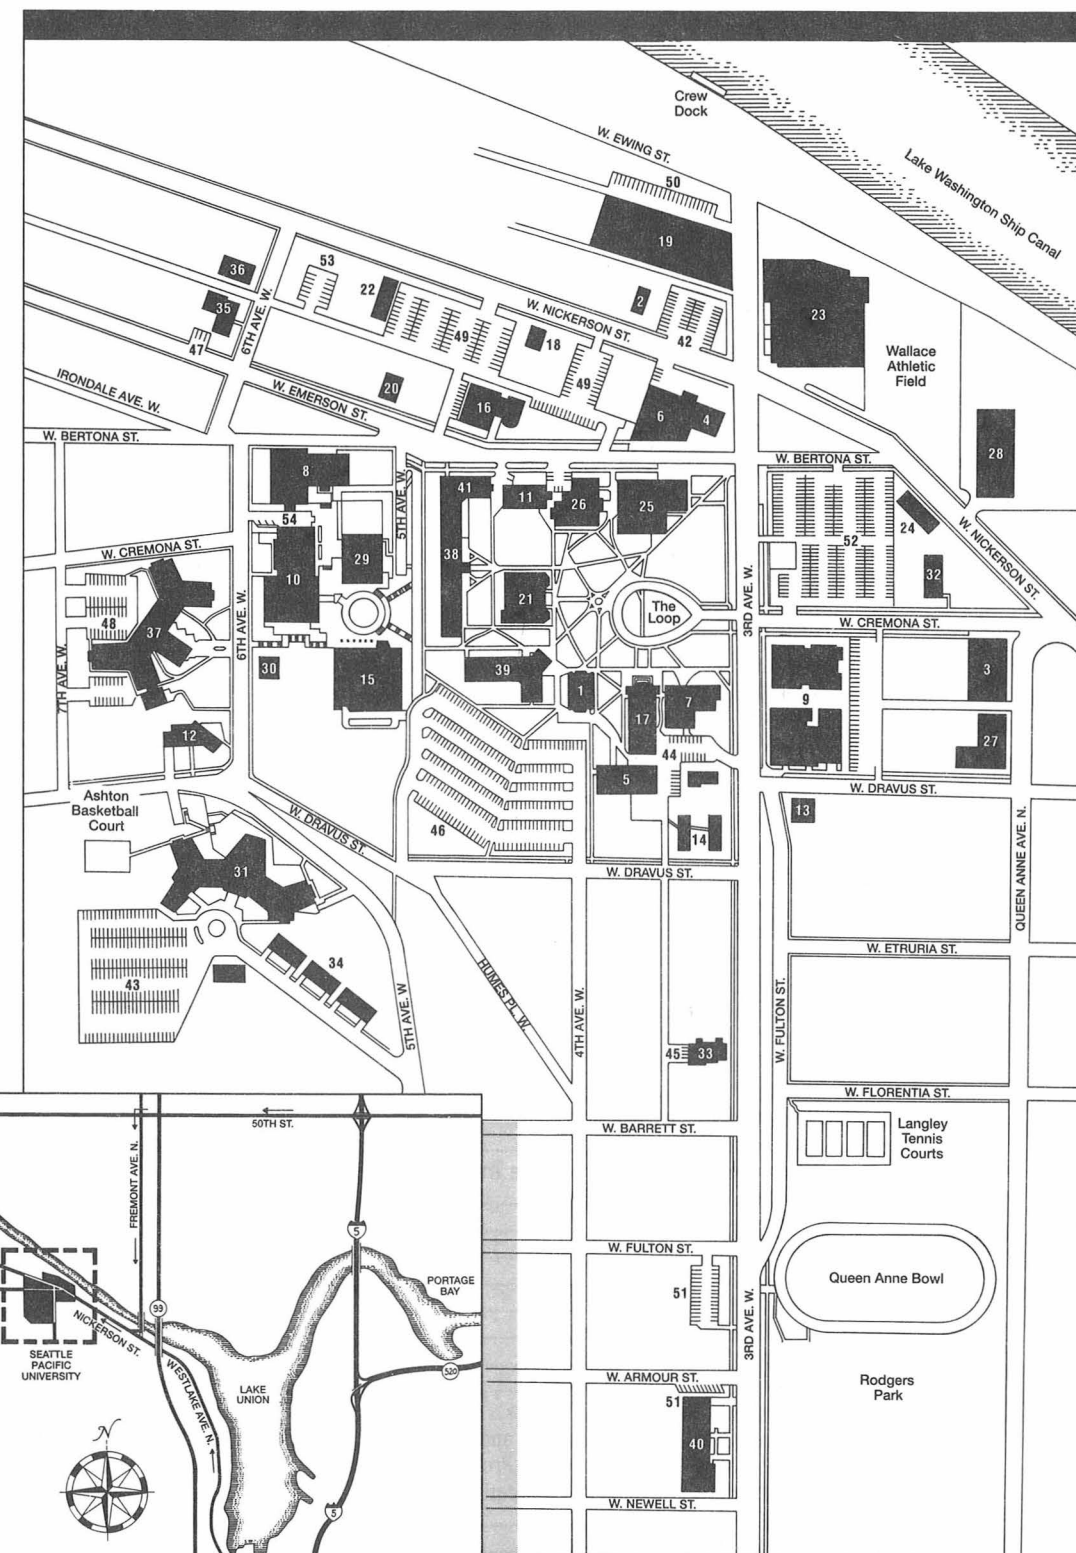 Crew
Dock
W. EWING ST.
50
Lake Washington Ship Canal
19
53
36
22
2
35
6TH AVE. W.
W. NICKERSON ST.
23
49
18
42
47
Wallace
Athletic
Field
IRONDALE AVE. W.
20
W. EMERSON ST.
49
16
6
4
W. BERTONA ST.
W. BERTONA ST.
28
8
41
11
26
25
5TH AVE. W.
54
24
W. NICKERSON ST.
52
W. CREMONA ST.
29
38
10
32
48
21
The
Loop
37
6TH AVE. W.
3RD AVE. W.
W. CREMONA ST.
7TH AVE. W.
30
15
39
1
3
9
17
7
12
44
27
5
W. DRAVUS ST.
Ashton
Basketball
Court
W. DRAVUS ST.
46
13
14
QUEEN ANNE AVE. N.
31
W. DRAVUS ST.
W. ETRURIA ST.
34
43
HUMES PL. W.
5TH AVE. W
4TH AVE. W.
W. FULTON ST.
45
33
W. FLORENTIA ST.
50TH ST.
W. BARRETT ST.
Langley
Tennis
Courts
FREMONT AVE. N.
5
W. FULTON ST.
PORTAGE
BAY
51
Queen Anne Bowl
99
NICKERSON ST.
3RD AVE. W.
SEATTLE
PACIFIC
UNIVERSITY
WESTLAKE AVE. N.
520
LAKE
UNION
W. ARMOUR ST.
Rodgers
Park
51
N
40
5
W. NEWELL ST.